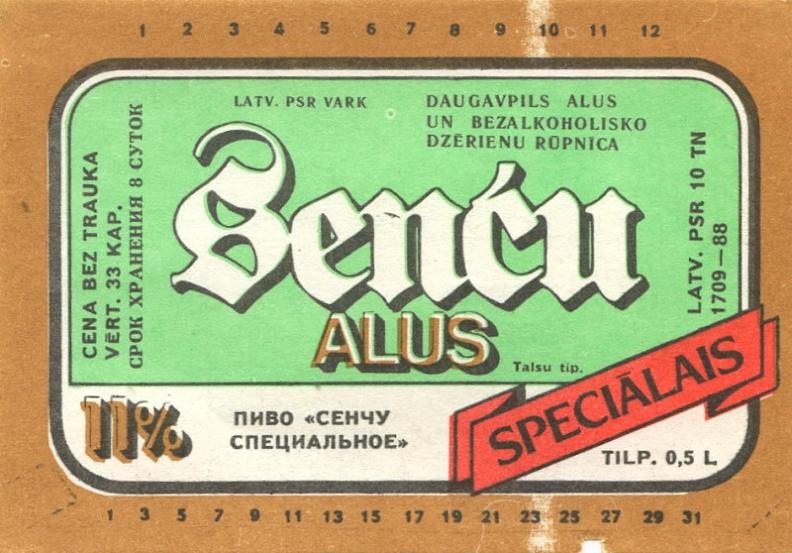 1 2 3 4 5 6 7 8 9 10 11 12
LATV. PSR VARK
DAUGAVPILS ALUS
UN BEZALKOHOLISKO
DZĒRIENU RŪPNĪCA
CENA BEZ TRAUKA
VĒRT. 33 KAP.
СРОК ХРАНЕНИЯ 8 СУТОК
Senču
ALUS
LATV. PSR 10 TN
1709-88
Talsu tip.
SPECIĀLAIS
11%
ПИВО «СЕНЧУ
СПЕЦИАЛЬНОЕ»
TILP. 0,5 L
1 3 5 7 9 11 13 15 17 19 21 23 25 27 29 31